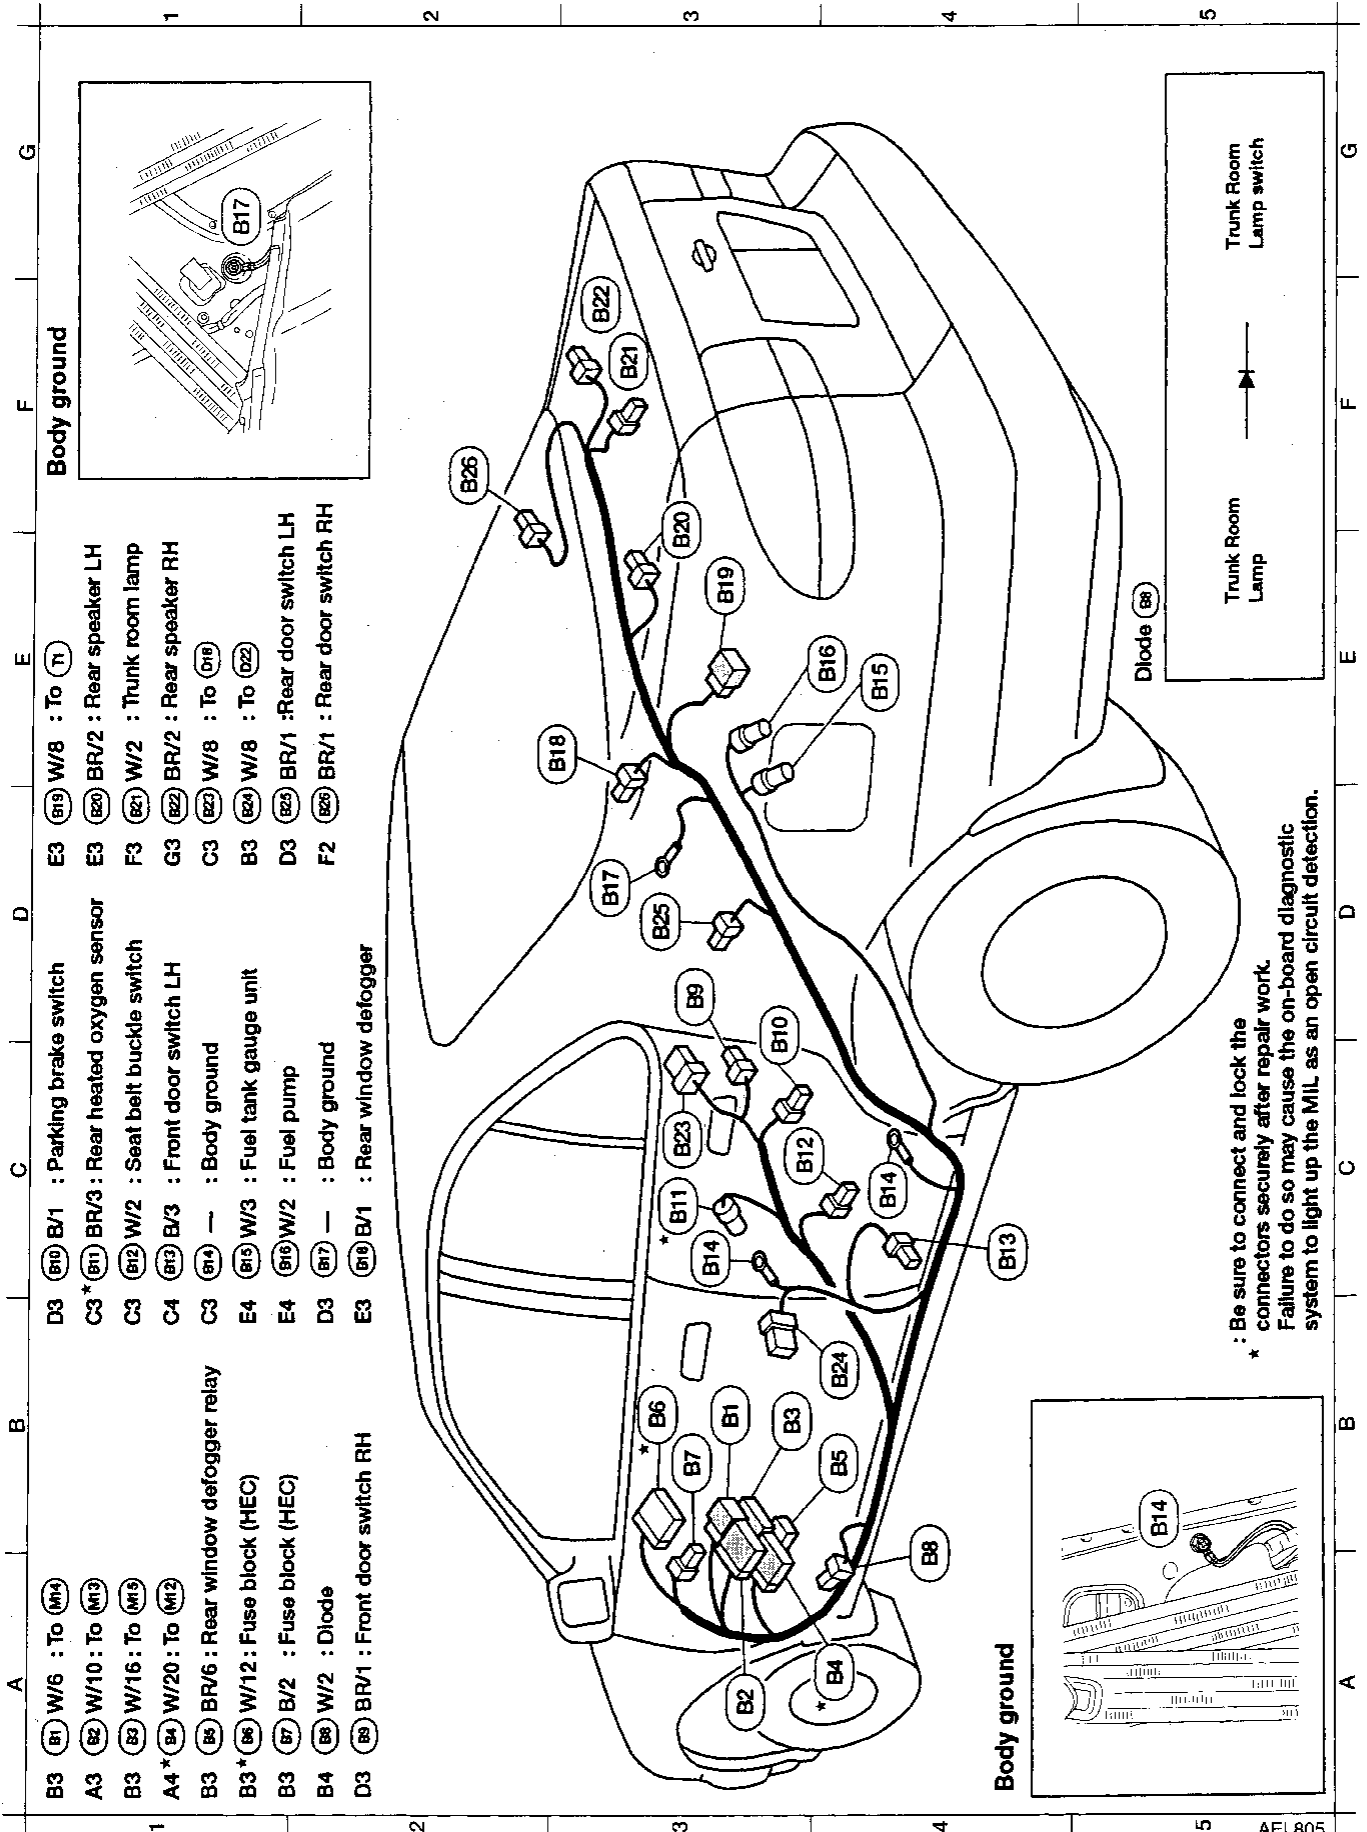 A
B
C
D
E
F
G
1
2
3
4
5
B3 B1 W/6 : To M14
A3 B2 W/10 : To M13
B3 B3 W/16 : To M15
A4 * B4 W/20 : To M12
B3 B5 BR/6 : Rear window defogger relay
B3 * B6 W/12 : Fuse block (HEC)
B3 B7 B/2 : Fuse block (HEC)
B4 B8 W/2 : Diode
D3 B9 BR/1 : Front door switch RH
D3 B10 B/1 : Parking brake switch
C3 * B11 BR/3 : Rear heated oxygen sensor
C3 B12 W/2 : Seat belt buckle switch
C4 B13 B/3 : Front door switch LH
C3 B14 — : Body ground
E4 B15 W/3 : Fuel tank gauge unit
E4 B16 W/2 : Fuel pump
D3 B17 — : Body ground
E3 B18 B/1 : Rear window defogger
E3 B19 W/8 : To T1
E3 B20 BR/2 : Rear speaker LH
F3 B21 W/2 : Trunk room lamp
G3 B22 BR/2 : Rear speaker RH
C3 B23 W/8 : To D18
B3 B24 W/8 : To D22
D3 B25 BR/1 :Rear door switch LH
F2 B26 BR/1 : Rear door switch RH
Body ground
B17
B26
B22
B21
B18
B20
B17
B19
B25
B9
B16
B10
B15
B23
B12
* B11
B14
B14
B13
* B6
B7
B1
B24
B3
B5
B2
* B4
B8
Body ground
B14
* : Be sure to connect and lock the
connectors securely after repair work.
Failure to do so may cause the on-board diagnostic
system to light up the MIL as an open circuit detection.
Diode B8
Trunk Room
Lamp
Trunk Room
Lamp switch
1
2
3
4
5
A
B
C
D
E
F
G
AEL805